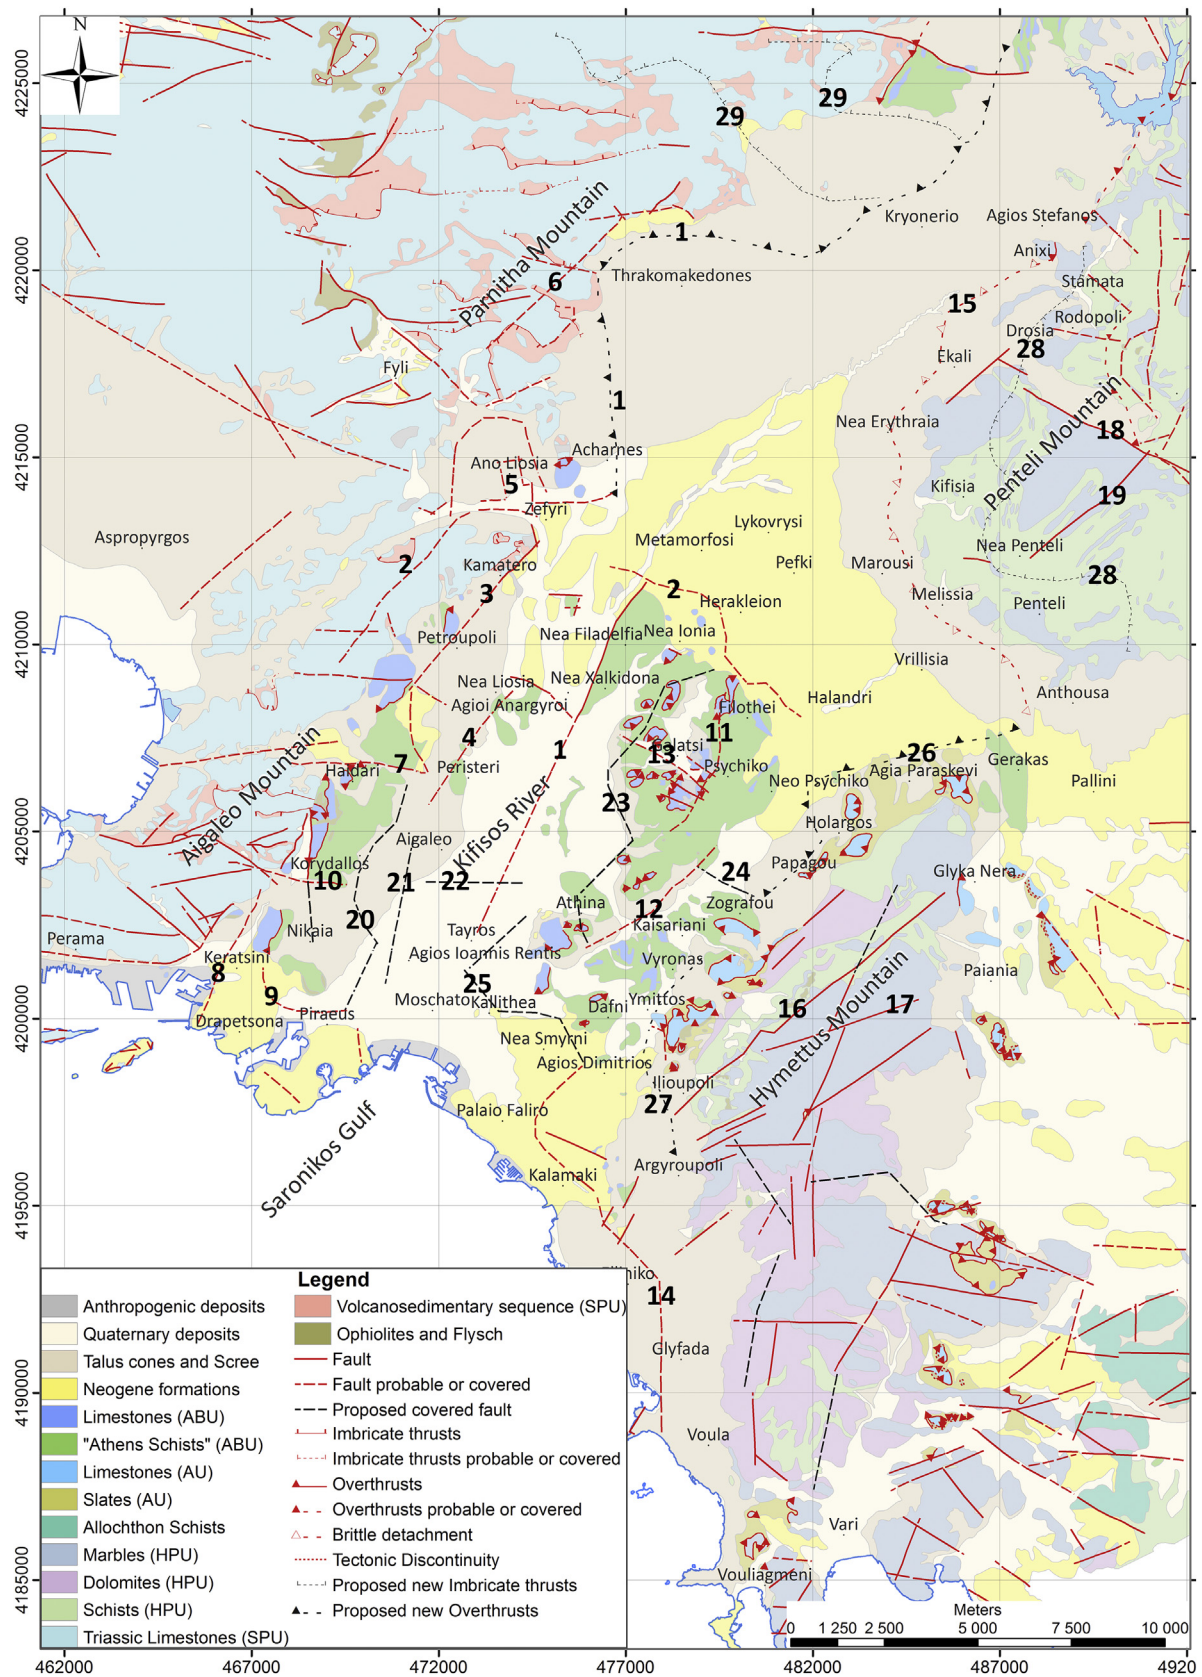 N
4225000
4220000
4215000
4210000
4205000
4200000
4195000
4190000
4185000
29
29
Kryonerio
Agios Stefanos
1
Anixi
Parnitha Mountain
Thrakomakedones
6
Stamata
15
Rodopoli
Drosia
28
Ekali
Fyli
1
Nea Erythraia
18
Penteli Mountain
Acharnes
Ano Liosia
5
Kifisia
19
Zefyri
Lykovrysi
Aspropyrgos
Metamorfosi
Nea Penteli
2
Kamatero
Pefki
Marousi
28
3
2
Melissia
Herakleion
Penteli
Petroupoli
Nea Filadelfia
Nea Ionia
Vrillisia
Nea Liosia
Nea Xalkidona
Anthousa
Agioi Anargyroi
Filothei
Halandri
4
1
11
Galatsi
13
26
7
Haidari
Peristeri
Psychiko
Neo Psychiko
Agia Paraskevi
Gerakas
Pallini
Aigaleo Mountain
23
Holargos
Aigaleo
Kifisos River
Korydallos
Papagou
Glyka Nera
10
21
22
24
Athina
12
Zografou
20
Nikaia
Tayros
Kaisariani
Perama
Keratsini
Agios Ioannis Rentis
Vyronas
8
Paiania
25
9
Moschato
Kallithea
Dafni
Ymittos
16
17
Drapetsona
Piraeus
Nea Smyrni
Hymettus Mountain
Agios Dimitrios
Ilioupoli
27
Palaio Faliro
Saronikos Gulf
Argyroupoli
Kalamaki
niko
14
Glyfada
Voula
Vari
Vouliagmeni
Legend
Anthropogenic deposits
Quaternary deposits
Talus cones and Scree
Neogene formations
Limestones (ABU)
"Athens Schists" (ABU)
Limestones (AU)
Slates (AU)
Allochthon Schists
Marbles (HPU)
Dolomites (HPU)
Schists (HPU)
Triassic Limestones (SPU)
Volcanosedimentary sequence (SPU)
Ophiolites and Flysch
Fault
Fault probable or covered
Proposed covered fault
Imbricate thrusts
Imbricate thrusts probable or covered
Overthrusts
Overthrusts probable or covered
Brittle detachment
Tectonic Discontinuity
Proposed new Imbricate thrusts
Proposed new Overthrusts
Meters
0 1 250 2 500 5 000 7 500 10 000
462000 467000 472000 477000 482000 487000 4920